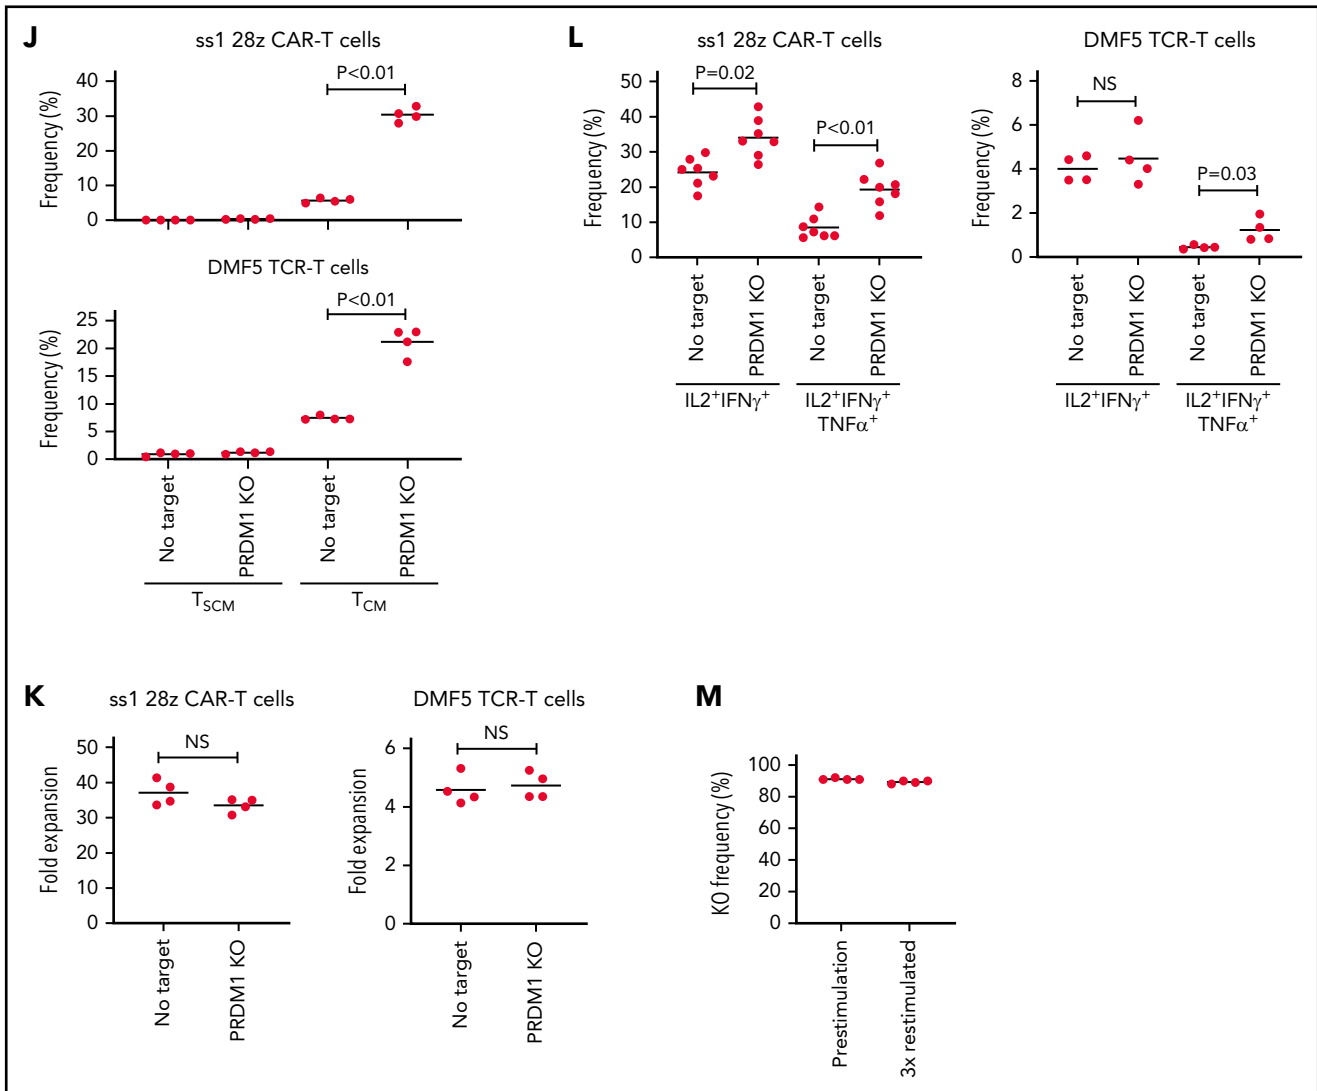 J
ss1 28z CAR-T cells
P<0.01
Frequency (%)
40
30
20
10
0
DMF5 TCR-T cells
P<0.01
Frequency (%)
25
20
15
10
5
0
No target
PRDM1 KO
No target
PRDM1 KO
TSCM
TCM
L
ss1 28z CAR-T cells
P=0.02
P<0.01
Frequency (%)
50
40
30
20
10
0
No target
PRDM1 KO
No target
PRDM1 KO
IL2⁺IFNγ⁺
IL2⁺IFNγ⁺
TNFα⁺
DMF5 TCR-T cells
NS
P=0.03
Frequency (%)
8
6
4
2
0
No target
PRDM1 KO
No target
PRDM1 KO
IL2⁺IFNγ⁺
IL2⁺IFNγ⁺
TNFα⁺
K
ss1 28z CAR-T cells
NS
Fold expansion
50
40
30
20
10
0
No target
PRDM1 KO
DMF5 TCR-T cells
NS
Fold expansion
6
4
2
0
No target
PRDM1 KO
M
KO frequency (%)
100
80
60
40
20
0
Prestimulation
3x restimulated